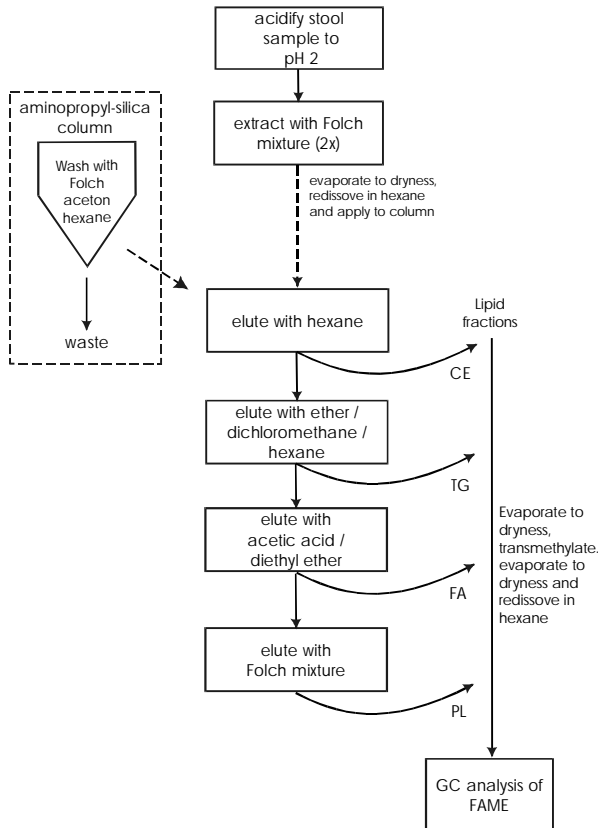 acidify stool
sample to
pH 2
aminopropyl-silica
column
Wash with
Folch
aceton
hexane
waste
extract with Folch
mixture (2x)
evaporate to dryness,
redissove in hexane
and apply to column
elute with hexane
Lipid
fractions
CE
elute with ether /
dichloromethane /
hexane
TG
elute with
acetic acid /
diethyl ether
FA
Evaporate to
dryness,
transmethylate.
evaporate to
dryness and
redissove in
hexane
elute with
Folch mixture
PL
GC analysis of
FAME